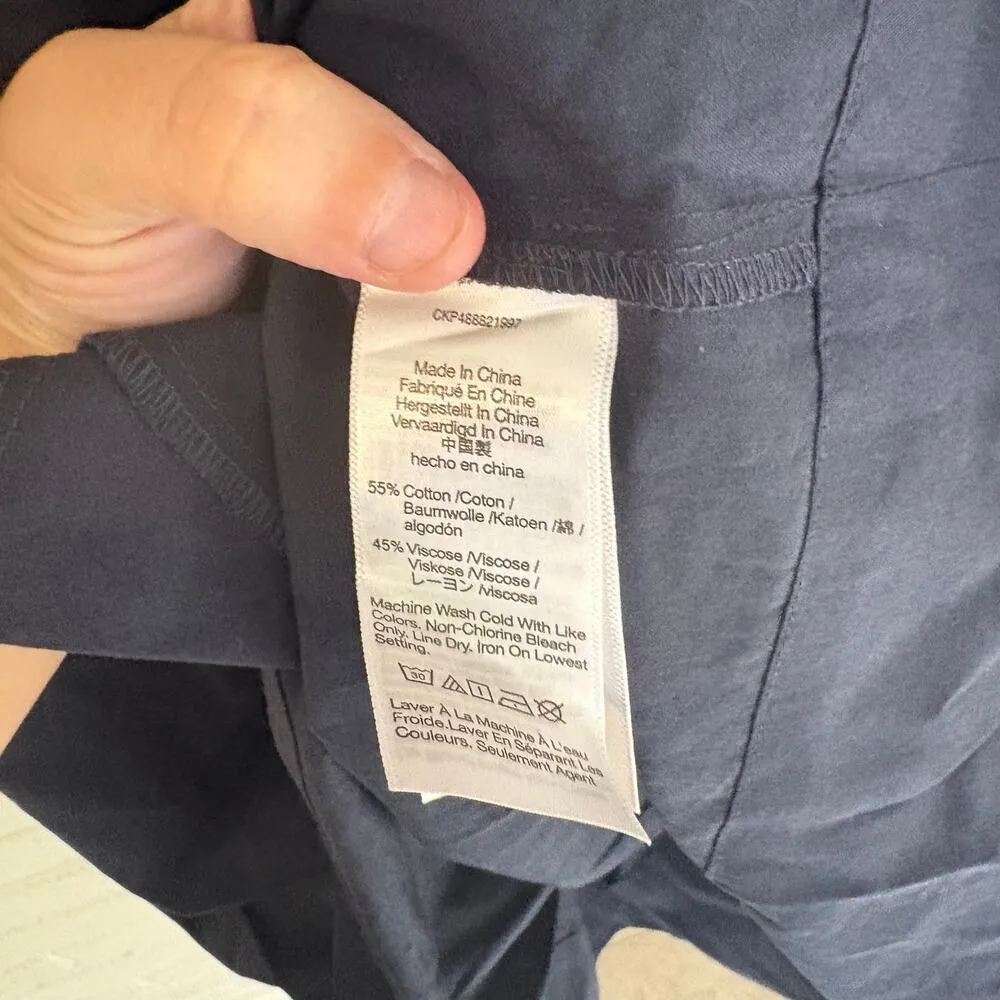 CKP488821997
Made In China
Fabriqué En Chine
Hergestellt In China
Vervaardigd In China
中国製
hecho en china
55% Cotton /Coton /
Baumwolle /Katoen /綿 /
algodón
45% Viscose /Viscose /
Viskose /Viscose /
レーヨン /viscosa
Machine Wash Cold With Like
Colors. Non-Chlorine Bleach
Only. Line Dry. Iron On Lowest
Setting.
30
Laver À La Machine À L'eau
Froide.Laver En Séparant Les
Couleurs. Seulement Agent